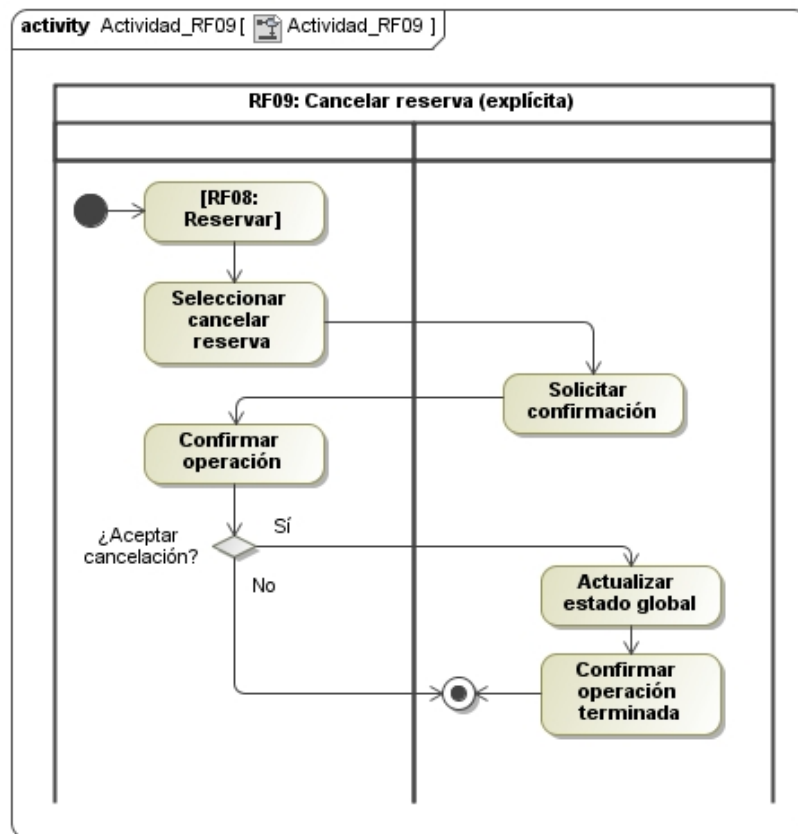 activity Actividad_RF09[ Actividad_RF09 ]
RF09: Cancelar reserva (explícita)
[RF08:
Reservar]
Seleccionar
cancelar
reserva
Solicitar
confirmación
Confirmar
operación
¿Aceptar
cancelación?
Sí
No
Actualizar
estado global
Confirmar
operación
terminada